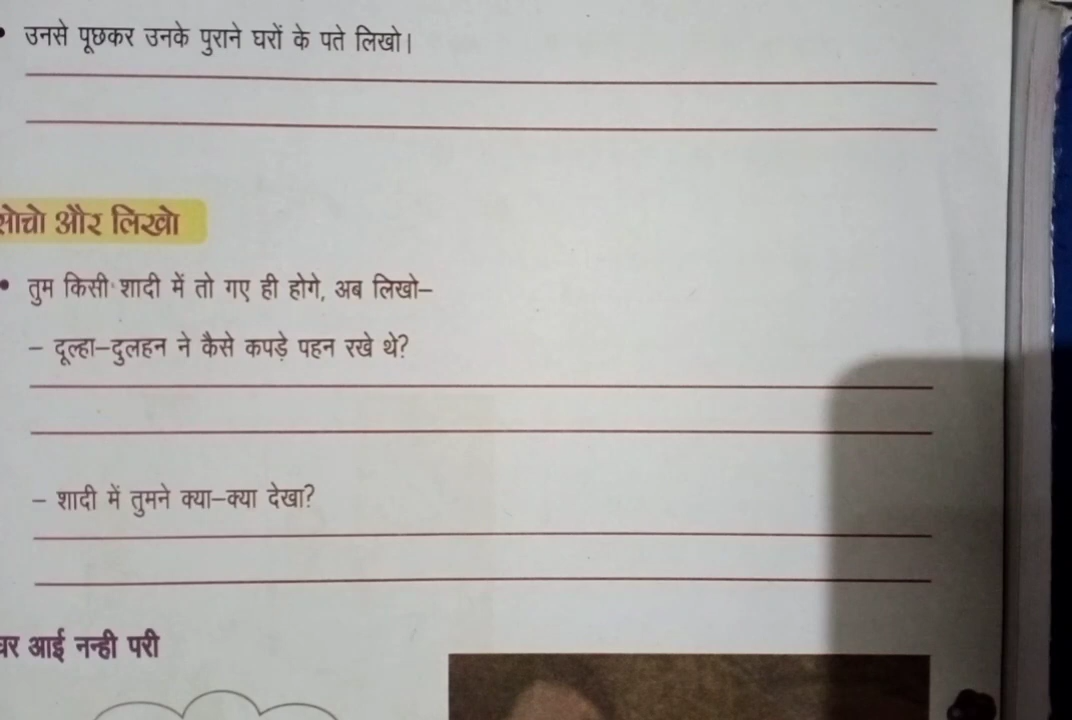 • उनसे पूछकर उनके पुराने घरों के पते लिखो।
सोचो और लिखो
• तुम किसी शादी में तो गए ही होगे, अब लिखो–
– दूल्हा–दुलहन ने कैसे कपड़े पहन रखे थे?
– शादी में तुमने क्या–क्या देखा?
घर आई नन्ही परी